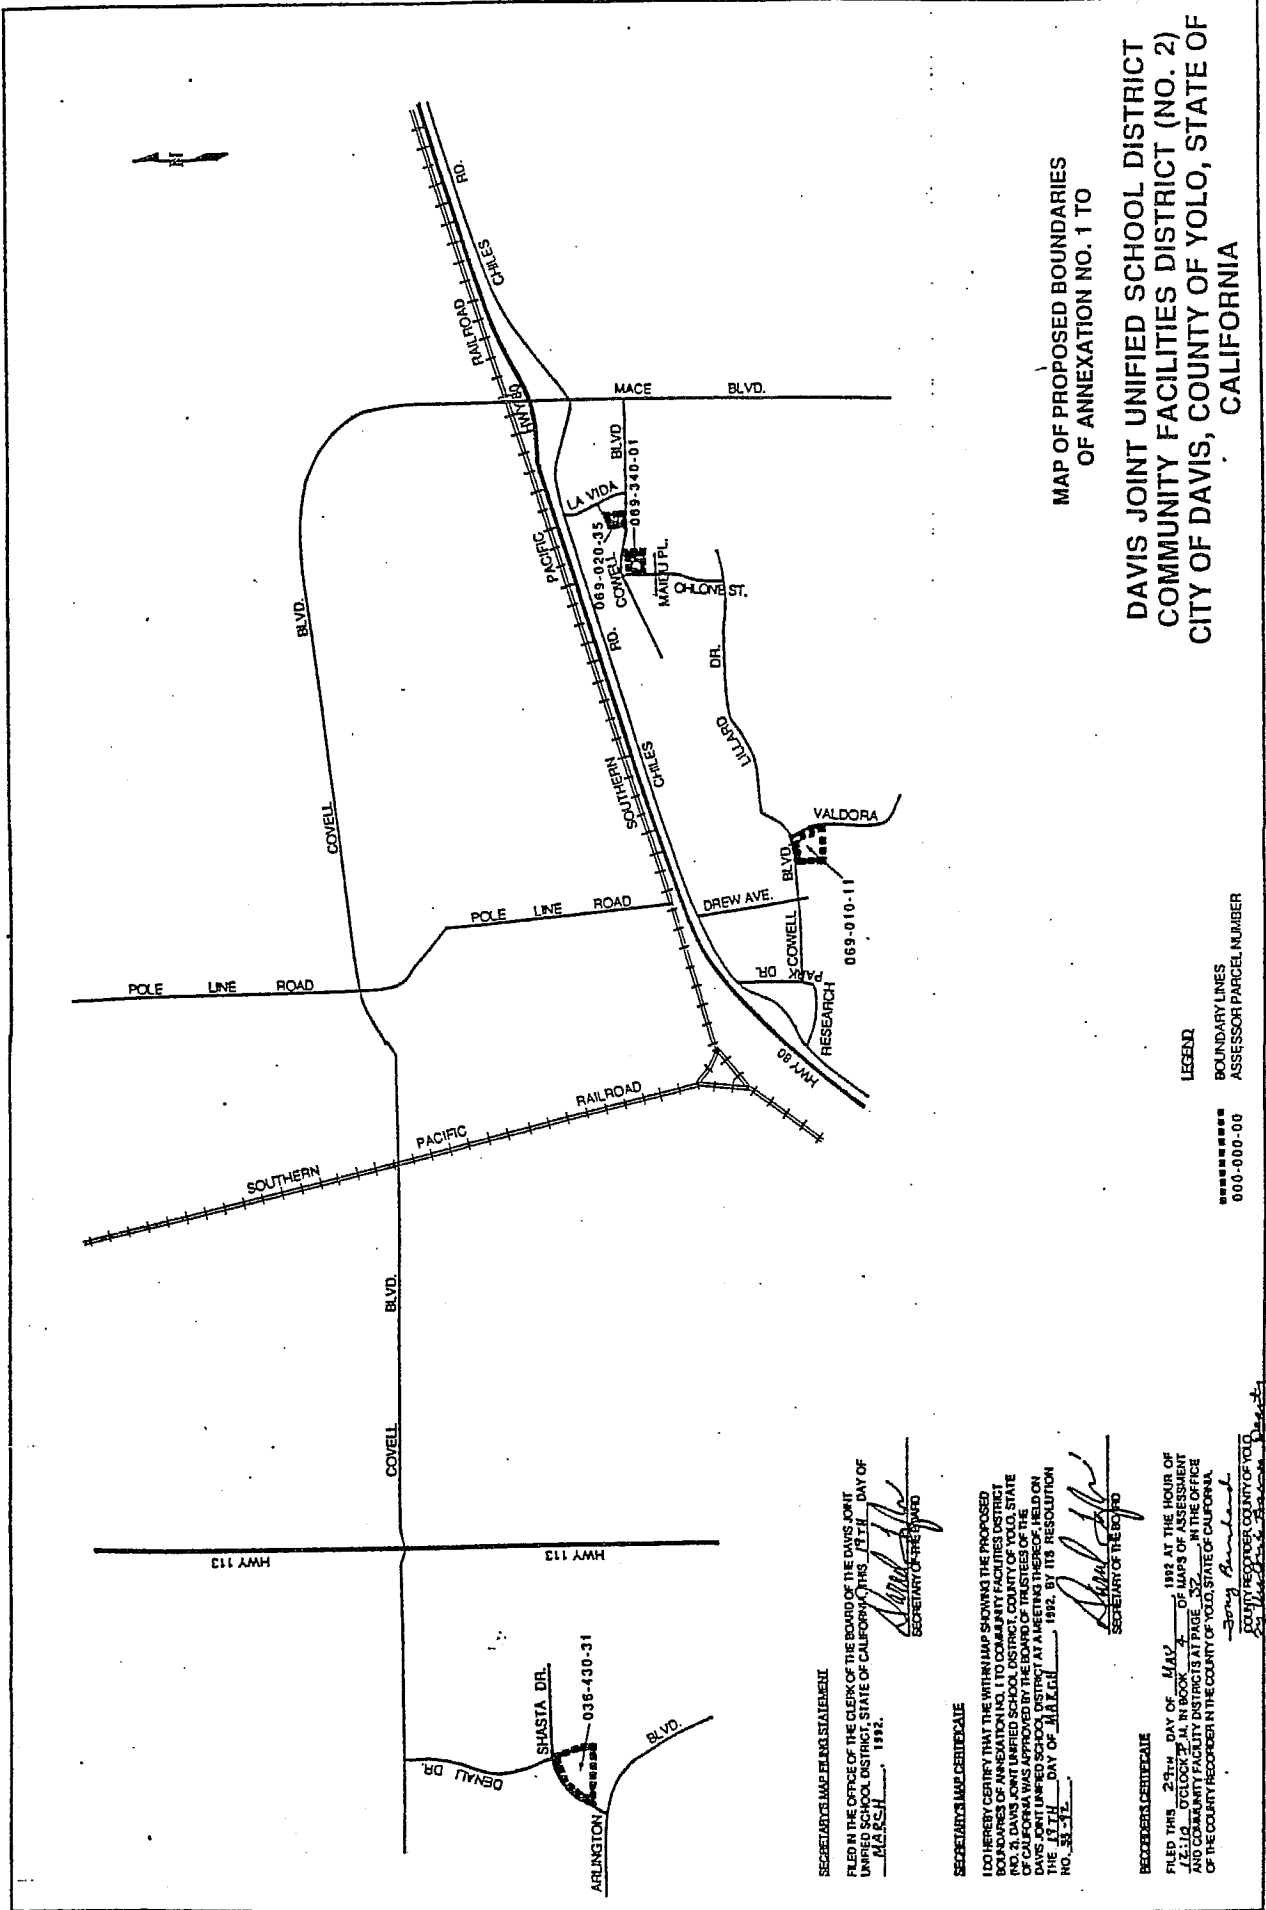 MAP OF PROPOSED BOUNDARIES
OF ANNEXATION NO. 1 TO
DAVIS JOINT UNIFIED SCHOOL DISTRICT
COMMUNITY FACILITIES DISTRICT (NO. 2)
CITY OF DAVIS, COUNTY OF YOLO, STATE OF
CALIFORNIA
N
COVELL
BLVD.
COVELL
BLVD.
HWY 113
HWY 113
SHASTA DR.
DENALI DR.
036-430-31
ARLINGTON
BLVD.
SOUTHERN
PACIFIC
RAILROAD
POLE LINE ROAD
POLE LINE ROAD
SOUTHERN
PACIFIC
RAILROAD
CHILES
RD.
CHILES
RD.
HWY 80
HWY 80
MACE BLVD.
LA VIDA
COWELL
BLVD
069-020-35
069-340-01
MAIDU PL.
OHLONE ST.
LILLARD
DR.
VALDORA
DREW AVE.
COWELL
BLVD.
069-010-11
RESEARCH
PARK DR.
LEGEND
BOUNDARY LINES
000-000-00 ASSESSOR PARCEL NUMBER
SECRETARY'S MAP FILING STATEMENT
FILED IN THE OFFICE OF THE CLERK OF THE BOARD OF THE DAVIS JOINT
UNIFIED SCHOOL DISTRICT, STATE OF CALIFORNIA, THIS 19TH DAY OF
MARCH, 1992.
SECRETARY OF THE BOARD
SECRETARY'S MAP CERTIFICATE
I DO HEREBY CERTIFY THAT THE WITHIN MAP SHOWING THE PROPOSED
BOUNDARIES OF ANNEXATION NO. 1 TO COMMUNITY FACILITIES DISTRICT
(NO. 2), DAVIS JOINT UNIFIED SCHOOL DISTRICT, COUNTY OF YOLO, STATE
OF CALIFORNIA WAS APPROVED BY THE BOARD OF TRUSTEES OF THE
DAVIS JOINT UNIFIED SCHOOL DISTRICT AT A MEETING THEREOF, HELD ON
THE 19TH DAY OF MARCH, 1992, BY ITS RESOLUTION
NO. 55-92.
SECRETARY OF THE BOARD
RECORDER'S CERTIFICATE
FILED THIS 29TH DAY OF MAY, 1992 AT THE HOUR OF
12:10 O'CLOCK P.M. IN BOOK 4 OF MAPS OF ASSESSMENT
AND COMMUNITY FACILITY DISTRICTS AT PAGE 32, IN THE OFFICE
OF THE COUNTY RECORDER IN THE COUNTY OF YOLO, STATE OF CALIFORNIA.
Tony Bernhard
COUNTY RECORDER, COUNTY OF YOLO